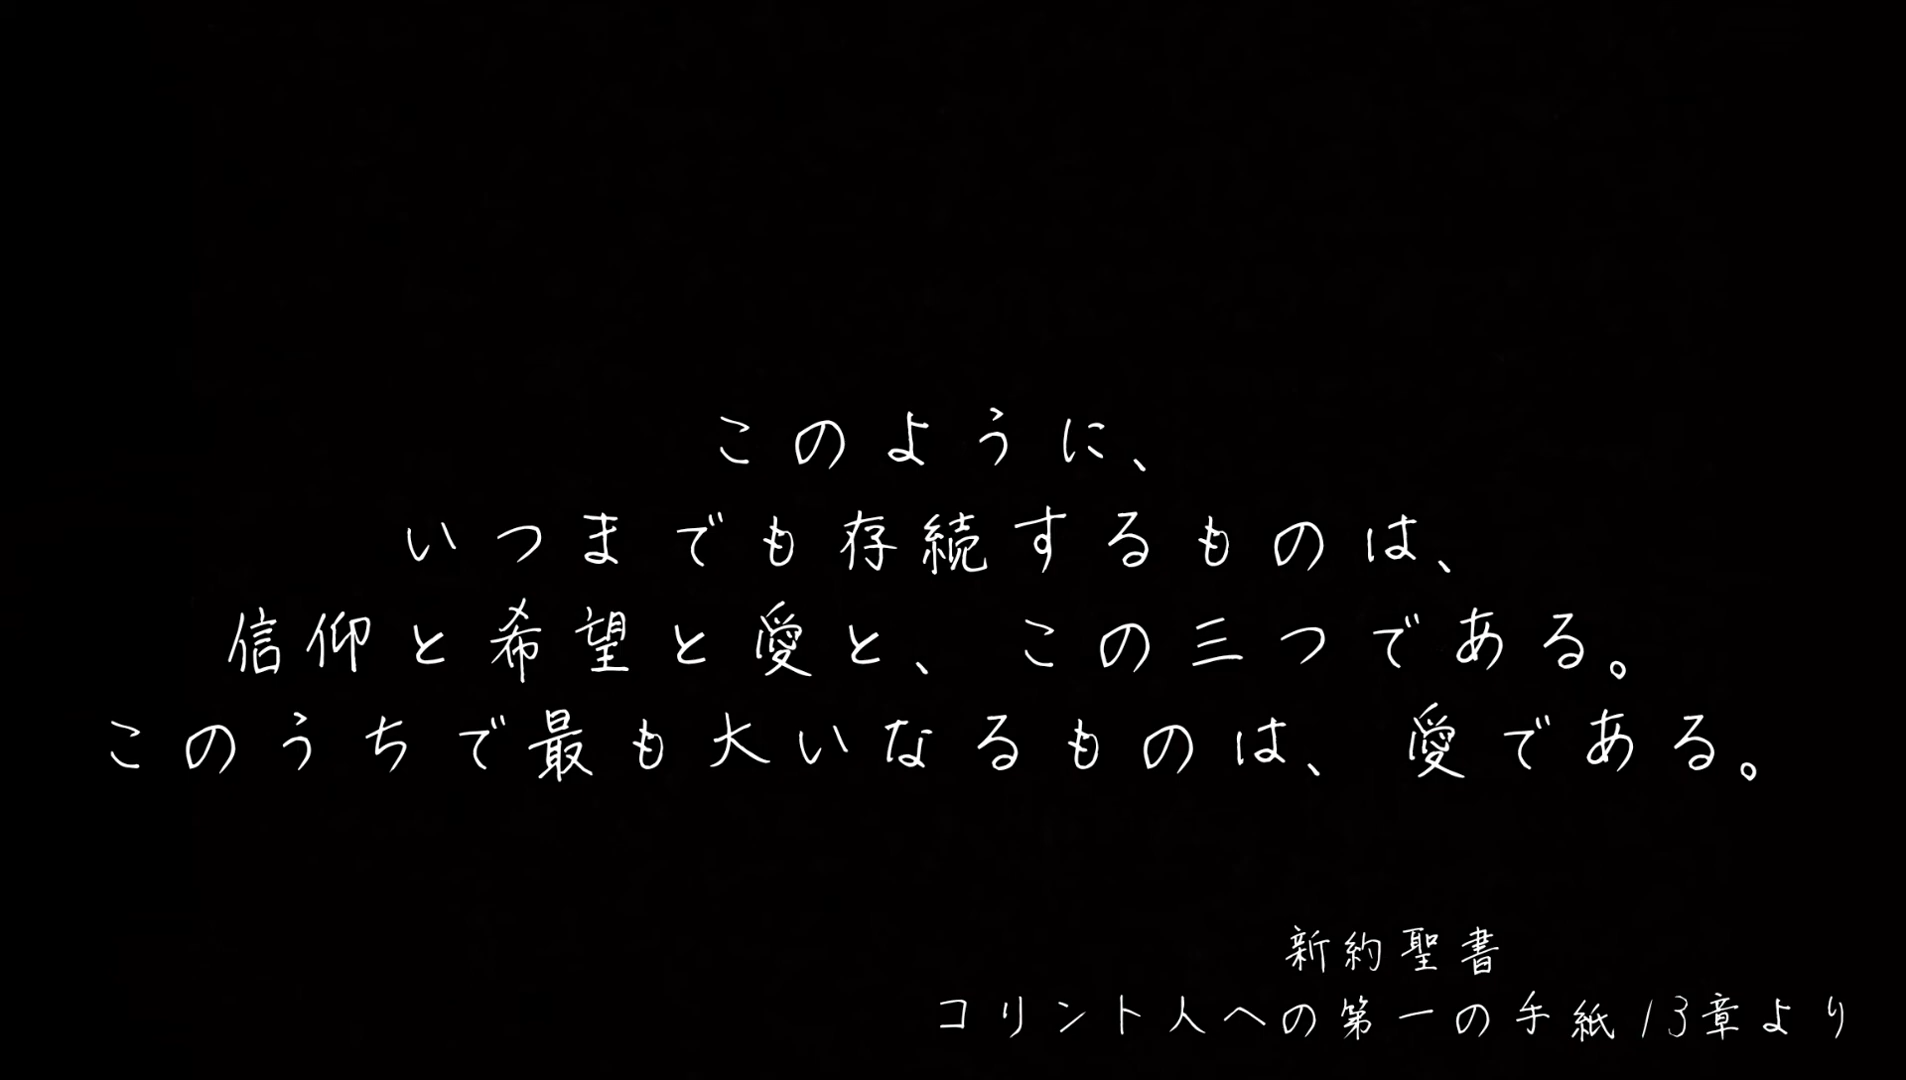 このように、
いつまでも存続するものは、
信仰と希望と愛と、この三つである。
このうちで最も大いなるものは、愛である。
新約聖書
コリント人への第一の手紙13章より